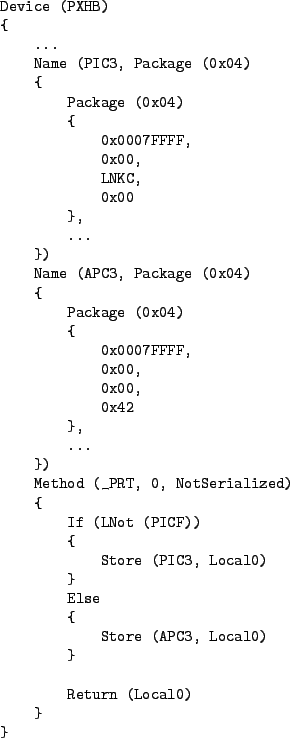 Device (PXHB)
{
    ...
    Name (PIC3, Package (0x04)
    {
        Package (0x04)
        {
            0x0007FFFF,
            0x00,
            LNKC,
            0x00
        },
        ...
    })
    Name (APC3, Package (0x04)
    {
        Package (0x04)
        {
            0x0007FFFF,
            0x00,
            0x00,
            0x42
        },
        ...
    })
    Method (_PRT, 0, NotSerialized)
    {
        If (LNot (PICF))
        {
            Store (PIC3, Local0)
        }
        Else
        {
            Store (APC3, Local0)
        }

        Return (Local0)
    }
}